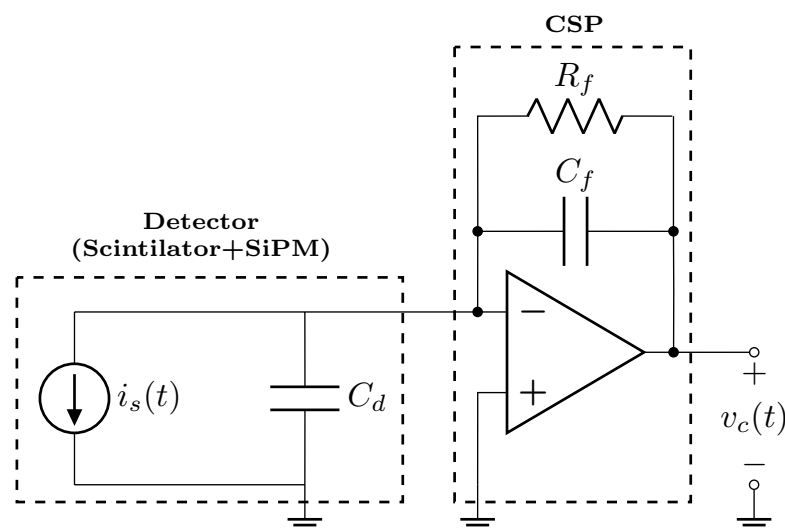 CSP
R_f
C_f
Detector
(Scintilator+SiPM)
−
i_s(t)
C_d
+
+
v_c(t)
−